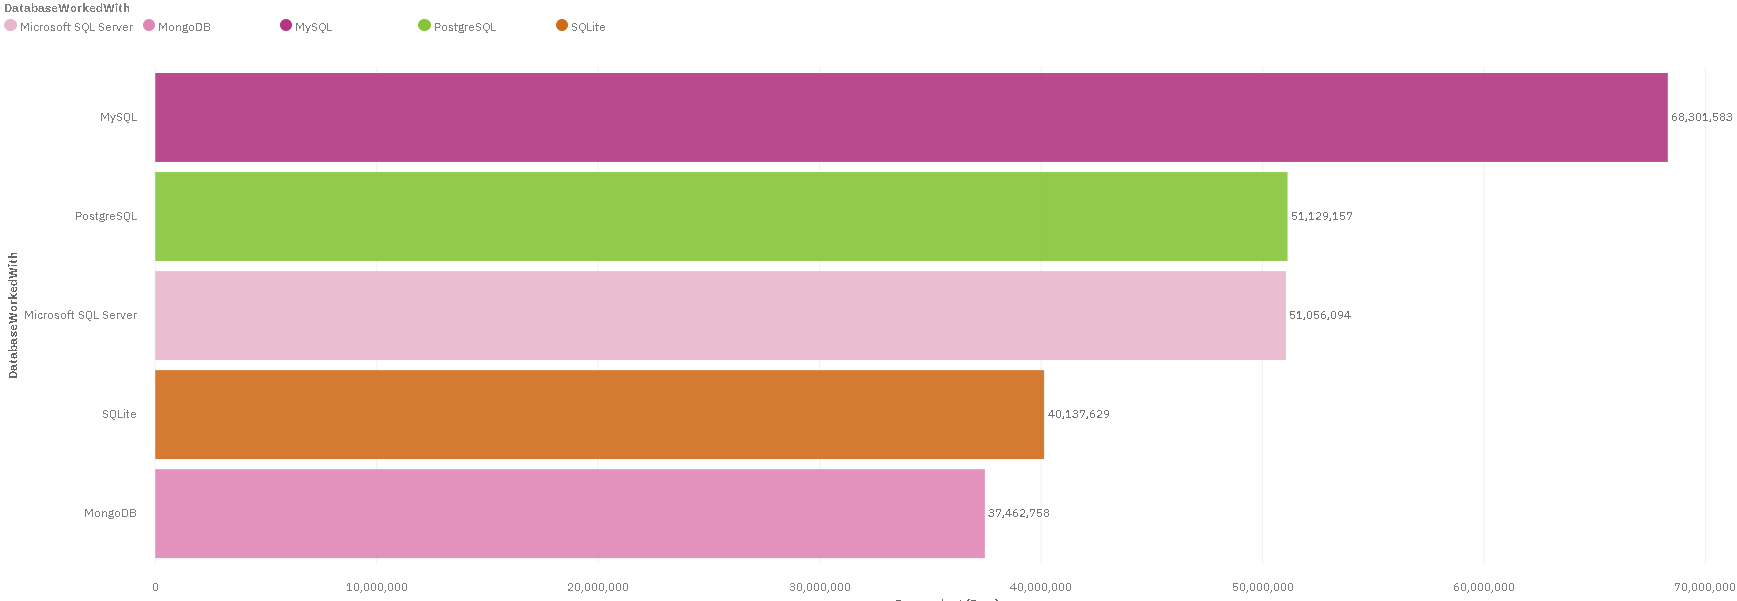 DatabaseWorkedWith
Microsoft SQL Server MongoDB MySQL PostgreSQL SQLite
MySQL 68,301,583
PostgreSQL 51,129,157
DatabaseWorkedWith
Microsoft SQL Server 51,056,094
SQLite 40,137,629
MongoDB 37,462,758
0 10,000,000 20,000,000 30,000,000 40,000,000 50,000,000 60,000,000 70,000,000